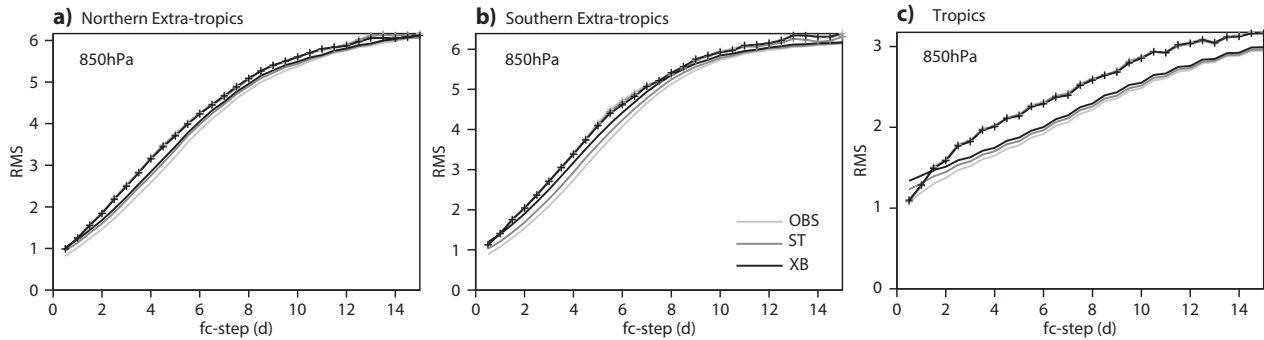 a) Northern Extra-tropics
850hPa
RMS
6
5
4
3
2
1
0
0 2 4 6 8 10 12 14
fc-step (d)
b) Southern Extra-tropics
850hPa
RMS
6
5
4
3
2
1
0
OBS
ST
XB
0 2 4 6 8 10 12 14
fc-step (d)
c) Tropics
850hPa
RMS
3
2
1
0
0 2 4 6 8 10 12 14
fc-step (d)